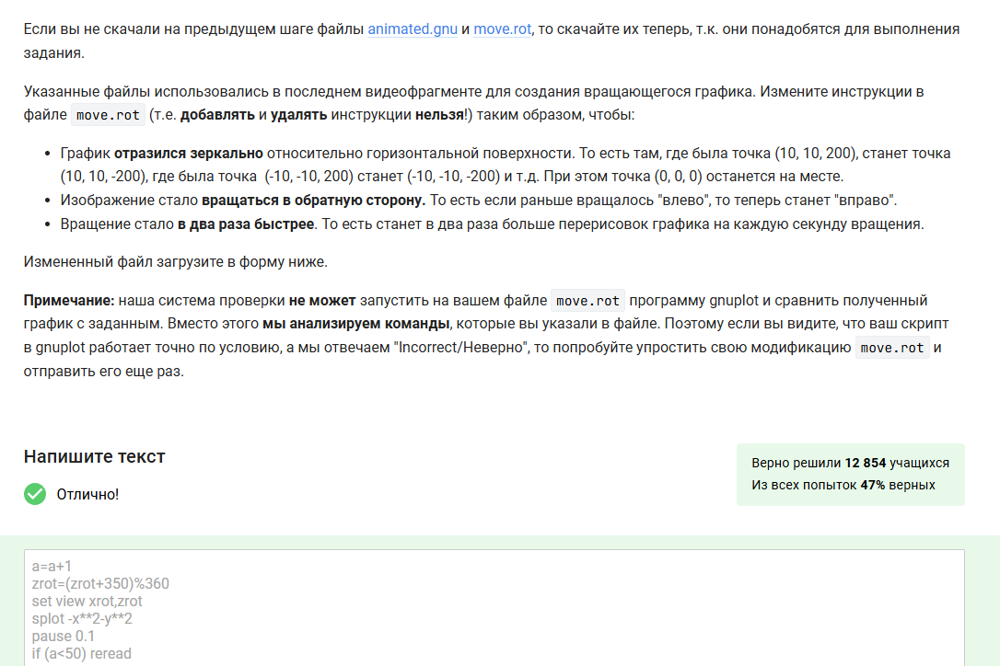 Если вы не скачали на предыдущем шаге файлы animated.gnu и move.rot, то скачайте их теперь, т.к. они понадобятся для выполнения
задания.
Указанные файлы использовались в последнем видеофрагменте для создания вращающегося графика. Измените инструкции в
файле move.rot (т.е. добавлять и удалять инструкции нельзя!) таким образом, чтобы:
• График отразился зеркально относительно горизонтальной поверхности. То есть там, где была точка (10, 10, 200), станет точка
(10, 10, -200), где была точка (-10, -10, 200) станет (-10, -10, -200) и т.д. При этом точка (0, 0, 0) останется на месте.
• Изображение стало вращаться в обратную сторону. То есть если раньше вращалось "влево", то теперь станет "вправо".
• Вращение стало в два раза быстрее. То есть станет в два раза больше перерисовок графика на каждую секунду вращения.
Измененный файл загрузите в форму ниже.
Примечание: наша система проверки не может запустить на вашем файле move.rot программу gnuplot и сравнить полученный
график с заданным. Вместо этого мы анализируем команды, которые вы указали в файле. Поэтому если вы видите, что ваш скрипт
в gnuplot работает точно по условию, а мы отвечаем "Incorrect/Неверно", то попробуйте упростить свою модификацию move.rot и
отправить его еще раз.
Напишите текст
Верно решили 12 854 учащихся
Из всех попыток 47% верных
Отлично!
a=a+1
zrot=(zrot+350)%360
set view xrot,zrot
splot -x**2-y**2
pause 0.1
if (a<50) reread